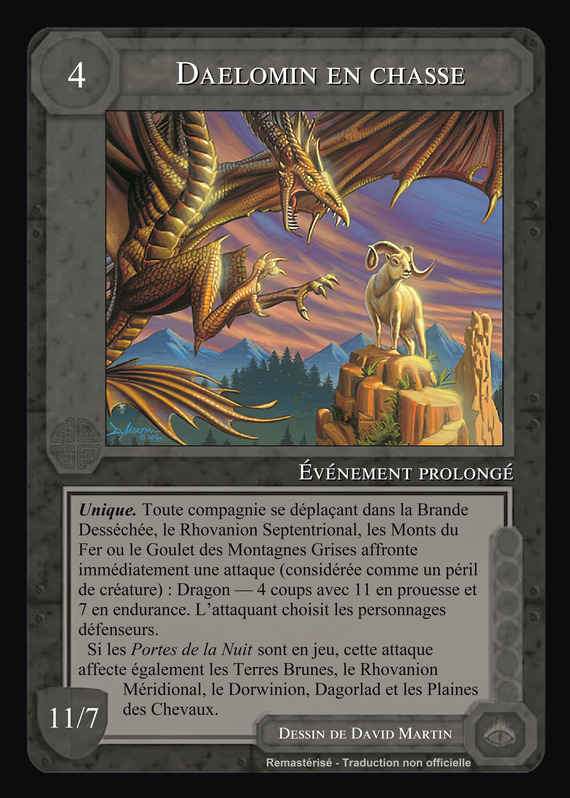 4
DAELOMIN EN CHASSE
D. MARTIN
ÉVÉNEMENT PROLONGÉ
Unique. Toute compagnie se déplaçant dans la Brande
Desséchée, le Rhovanion Septentrional, les Monts du
Fer ou le Goulet des Montagnes Grises affronte
immédiatement une attaque (considérée comme un péril
de créature) : Dragon — 4 coups avec 11 en prouesse et
7 en endurance. L’attaquant choisit les personnages
défenseurs.
Si les Portes de la Nuit sont en jeu, cette attaque
affecte également les Terres Brunes, le Rhovanion
Méridional, le Dorwinion, Dagorlad et les Plaines
des Chevaux.
11/7
DESSIN DE DAVID MARTIN
Remastérisé - Traduction non officielle